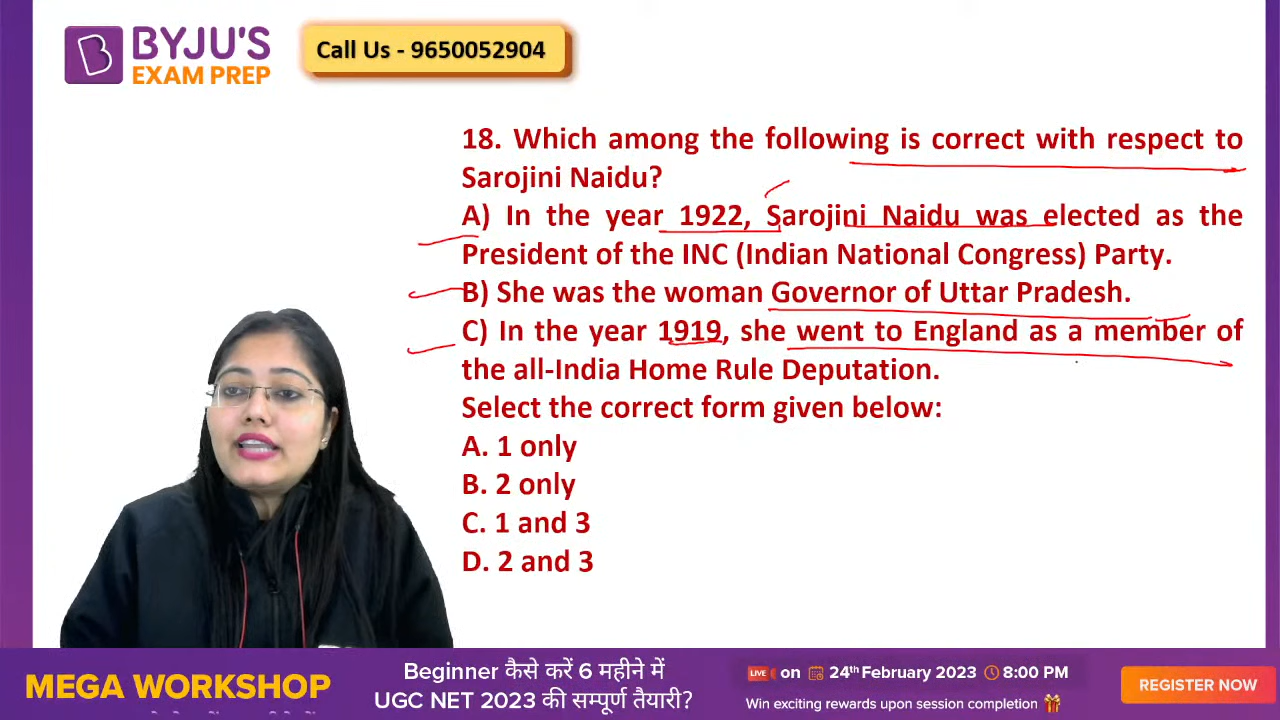 BYJU'S
EXAM PREP
Call Us - 9650052904
18. Which among the following is correct with respect to
Sarojini Naidu?
A) In the year 1922, Sarojini Naidu was elected as the
President of the INC (Indian National Congress) Party.
B) She was the woman Governor of Uttar Pradesh.
C) In the year 1919, she went to England as a member of
the all-India Home Rule Deputation.
Select the correct form given below:
A. 1 only
B. 2 only
C. 1 and 3
D. 2 and 3
MEGA WORKSHOP
Beginner कैसे करें 6 महीने में
UGC NET 2023 की सम्पूर्ण तैयारी?
LIVE on 24th February 2023 8:00 PM
Win exciting rewards upon session completion
REGISTER NOW